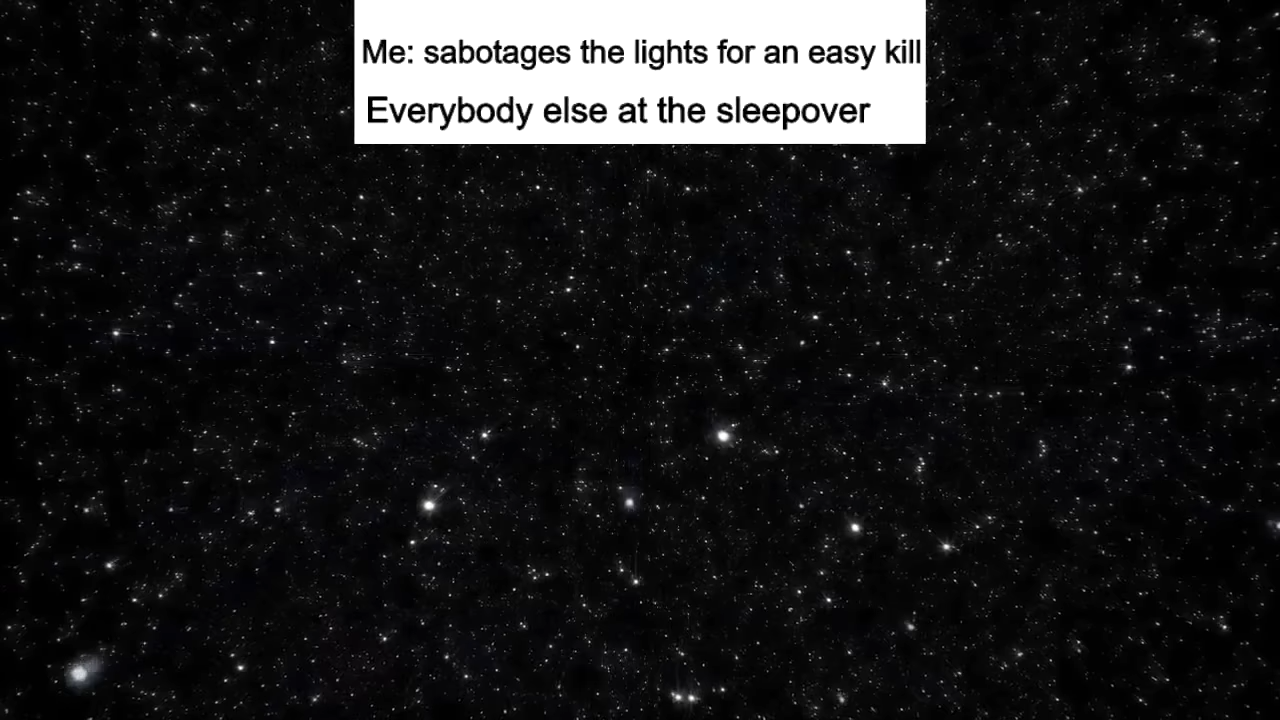 Me: sabotages the lights for an easy kill
Everybody else at the sleepover